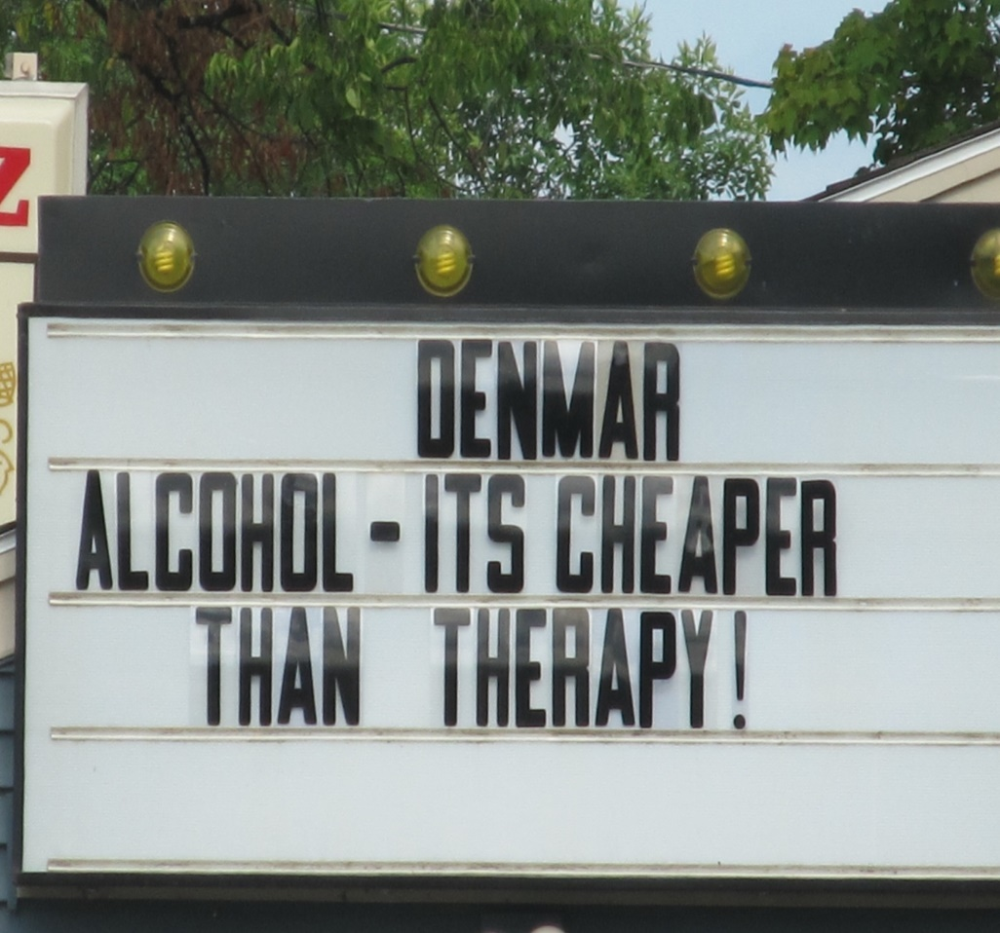 Z
DENMAR
ALCOHOL - ITS CHEAPER
THAN THERAPY!